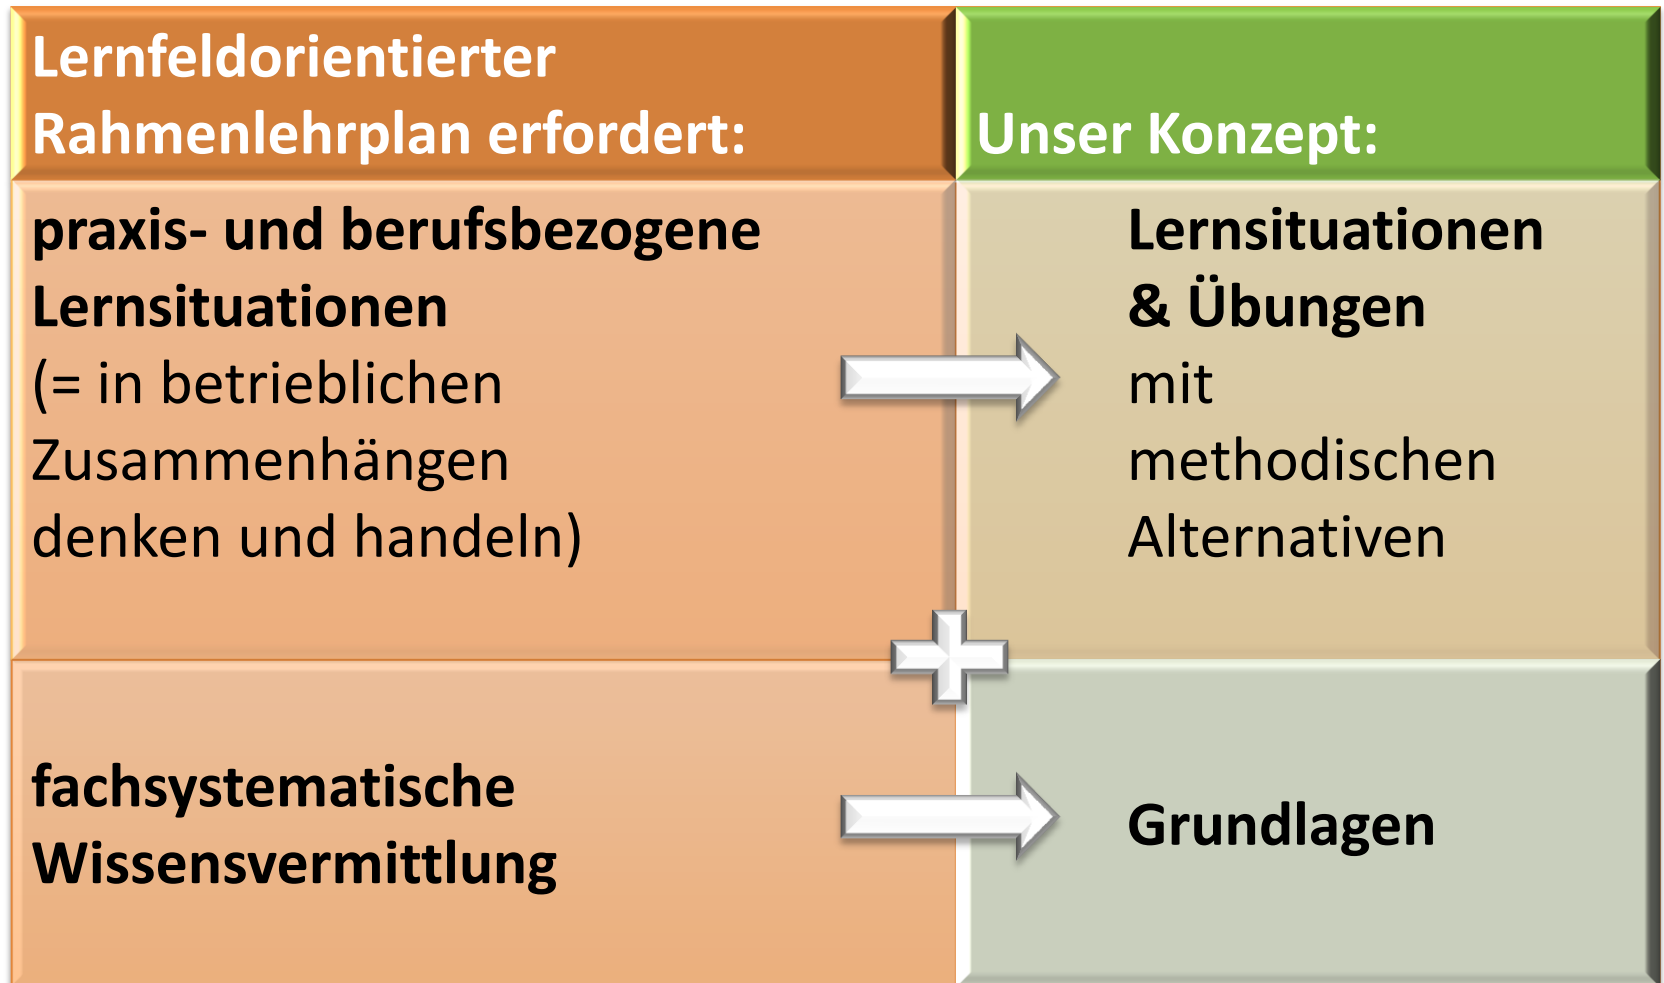 Lernfeldorientierter
Rahmenlehrplan erfordert:
Unser Konzept:
praxis- und berufsbezogene
Lernsituationen
(= in betrieblichen
Zusammenhängen
denken und handeln)
Lernsituationen
& Übungen
mit
methodischen
Alternativen
fachsystematische
Wissensvermittlung
Grundlagen